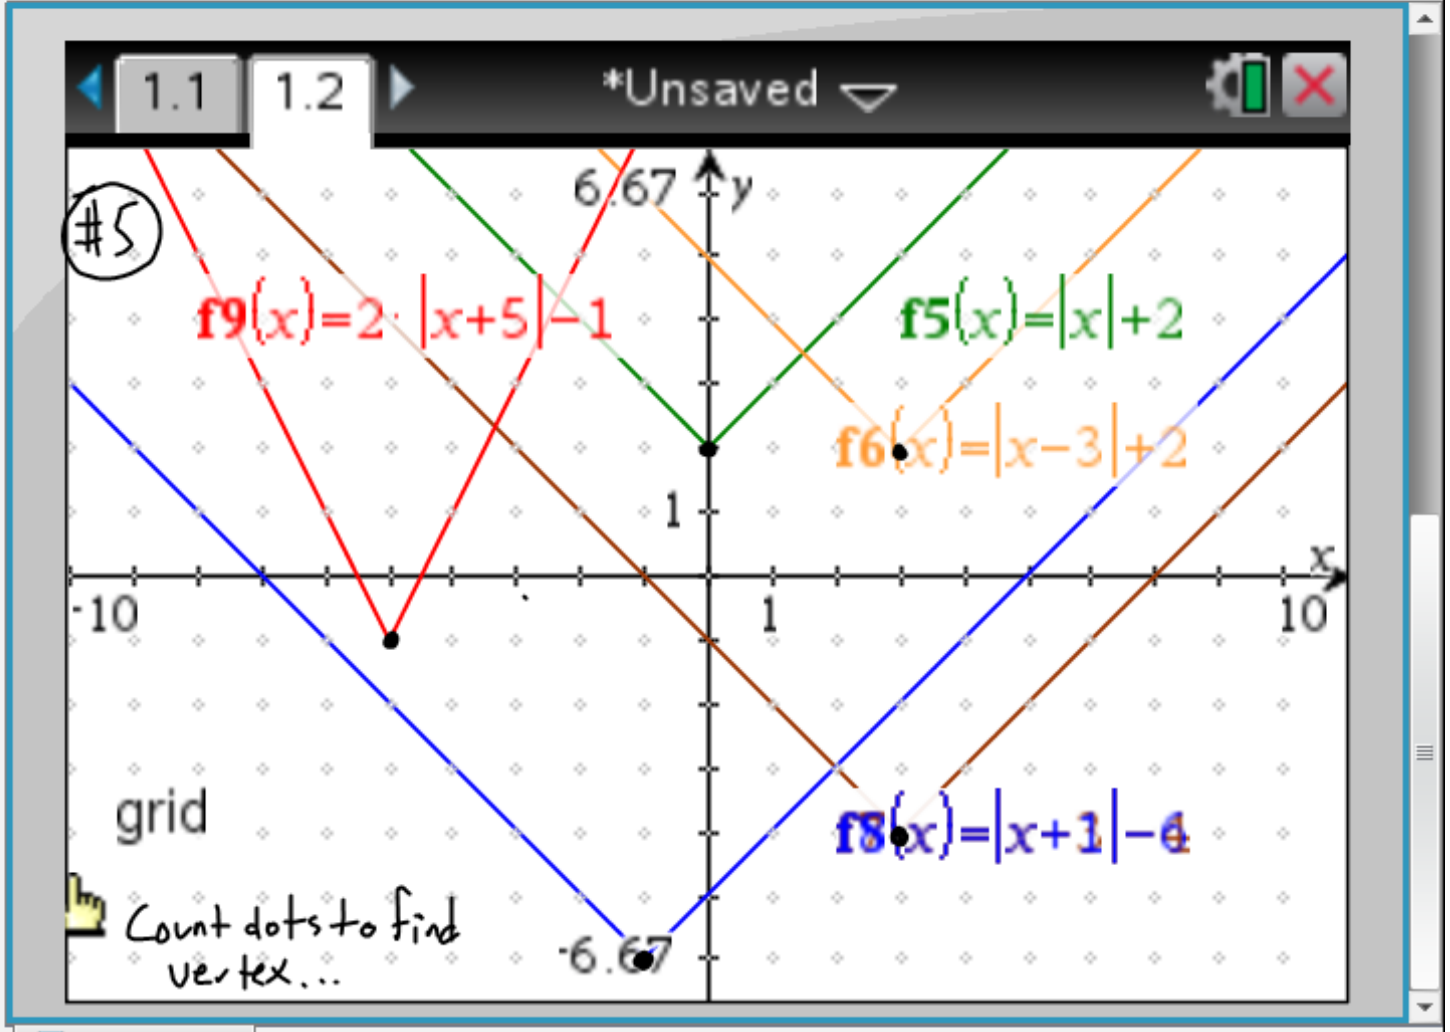 1.1 1.2 *Unsaved
6.67 y
#5
f9(x)=2·|x+5|−1 f5(x)=|x|+2
f6(x)=|x−3|+2
1
x
-10 1 10
grid
f8(x)=|x+1|−6
Count dots to find
vertex...
-6.67